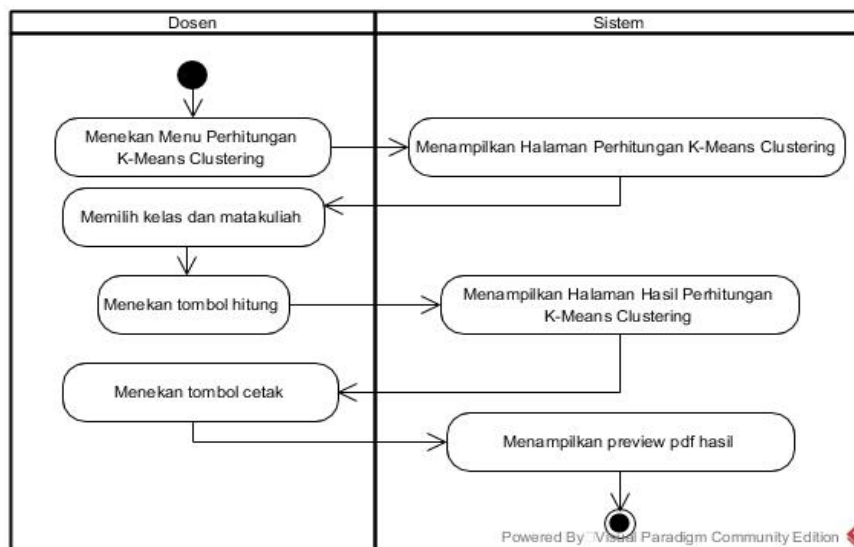 Dosen
Sistem
Menekan Menu Perhitungan
K-Means Clustering
Menampilkan Halaman Perhitungan K-Means Clustering
Memilih kelas dan matakuliah
Menekan tombol hitung
Menampilkan Halaman Hasil Perhitungan
K-Means Clustering
Menekan tombol cetak
Menampilkan preview pdf hasil
Powered By Visual Paradigm Community Edition